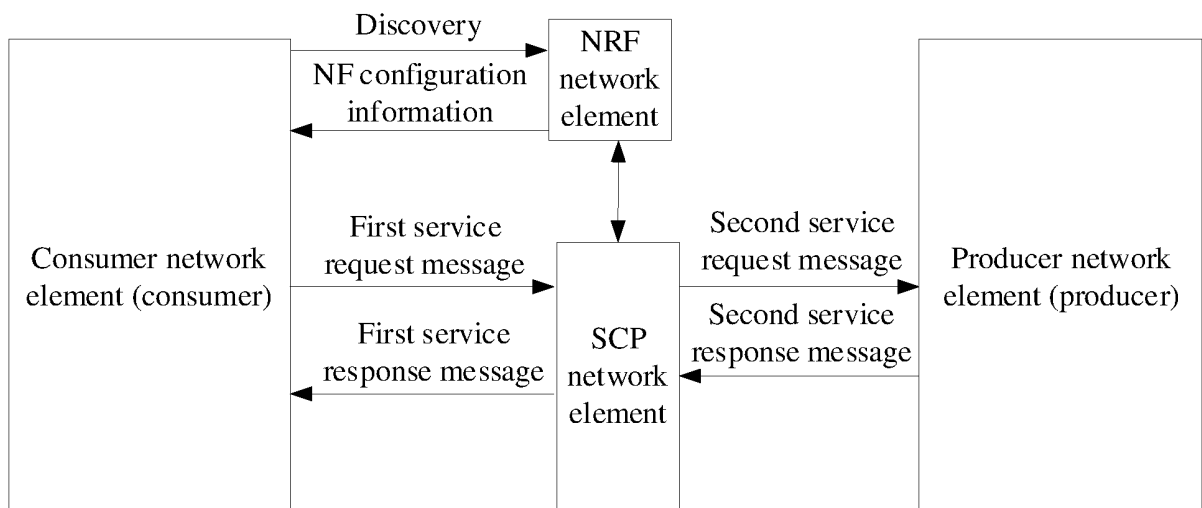 Discovery
NF configuration
information
NRF
network
element
Consumer network
element (consumer)
First service
request message
First service
response message
SCP
network
element
Second service
request message
Second service
response message
Producer network
element (producer)